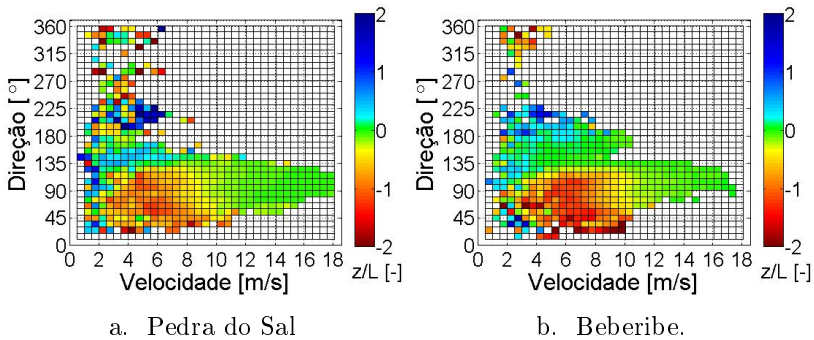 360
315
270
225
180
135
90
45
0
Direção [°]
0 2 4 6 8 10 12 14 16 18
Velocidade [m/s]
2
1
0
-1
-2
z/L [-]
a. Pedra do Sal
360
315
270
225
180
135
90
45
0
Direção [°]
0 2 4 6 8 10 12 14 16 18
Velocidade [m/s]
2
1
0
-1
-2
z/L [-]
b. Beberibe.